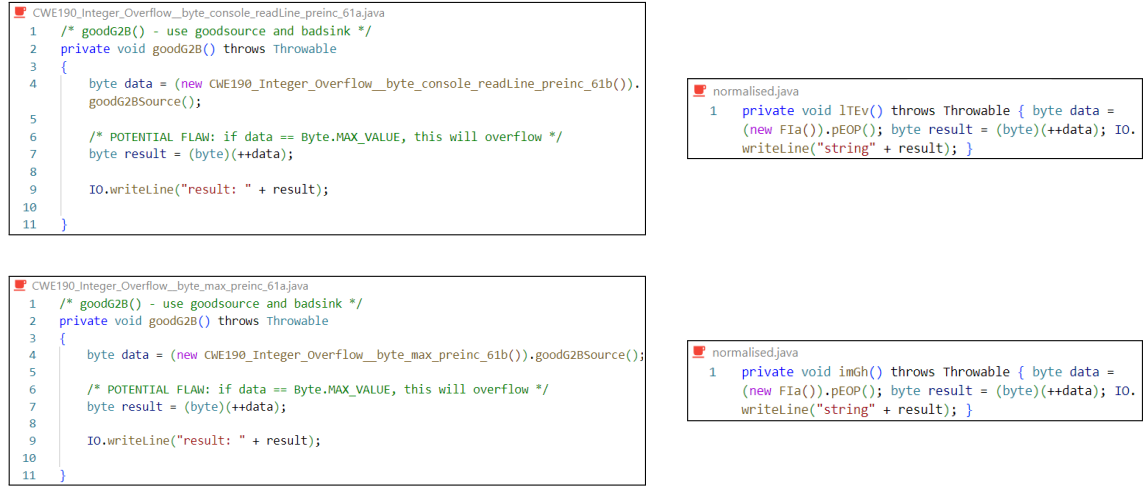 CWE190_Integer_Overflow__byte_console_readLine_preinc_61a.java
1 /* goodG2B() - use goodsource and badsink */
2 private void goodG2B() throws Throwable
3 {
4 byte data = (new CWE190_Integer_Overflow__byte_console_readLine_preinc_61b()).
goodG2BSource();
5
6 /* POTENTIAL FLAW: if data == Byte.MAX_VALUE, this will overflow */
7 byte result = (byte)(++data);
8
9 IO.writeLine("result: " + result);
10
11 }
normalised.java
1 private void lTEv() throws Throwable { byte data =
(new FIa()).pEOP(); byte result = (byte)(++data); IO.
writeLine("string" + result); }
CWE190_Integer_Overflow__byte_max_preinc_61a.java
1 /* goodG2B() - use goodsource and badsink */
2 private void goodG2B() throws Throwable
3 {
4 byte data = (new CWE190_Integer_Overflow__byte_max_preinc_61b()).goodG2BSource();
5
6 /* POTENTIAL FLAW: if data == Byte.MAX_VALUE, this will overflow */
7 byte result = (byte)(++data);
8
9 IO.writeLine("result: " + result);
10
11 }
normalised.java
1 private void imGh() throws Throwable { byte data =
(new FIa()).pEOP(); byte result = (byte)(++data); IO.
writeLine("string" + result); }